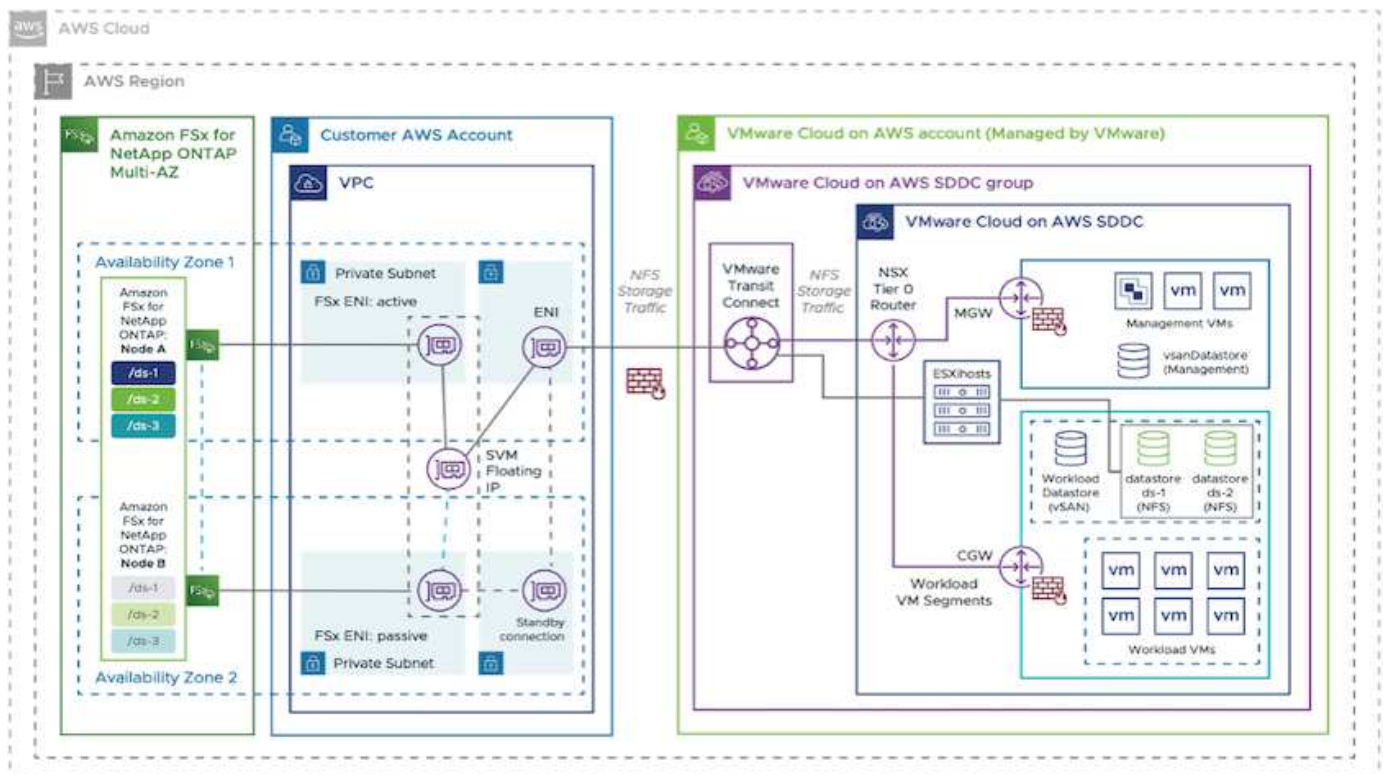 aws
AWS Cloud
AWS Region
FSx
Amazon FSx for
NetApp ONTAP
Multi-AZ
Customer AWS Account
VPC
Availability Zone 1
Amazon
FSx for
NetApp
ONTAP:
Node A
/ds-1
/ds-2
/ds-3
FSx
Private Subnet
FSx ENI: active
ENI
SVM
Floating
IP
Amazon
FSx for
NetApp
ONTAP:
Node B
/ds-1
/ds-2
/ds-3
FSx
Availability Zone 2
Standby
connection
FSx ENI: passive
Private Subnet
NFS
Storage
Traffic
VMware Cloud on AWS account (Managed by VMware)
VMware Cloud on AWS SDDC group
VMware Cloud on AWS SDDC
VMware
Transit
Connect
NFS
Storage
Traffic
NSX
Tier 0
Router
MGW
vm
vm
Management VMs
vsanDatastore
(Management)
ESXihosts
Workload
Datastore
(vSAN)
datastore
ds-1
(NFS)
datastore
ds-2
(NFS)
CGW
Workload
VM Segments
vm
vm
vm
vm
vm
vm
Workload VMs